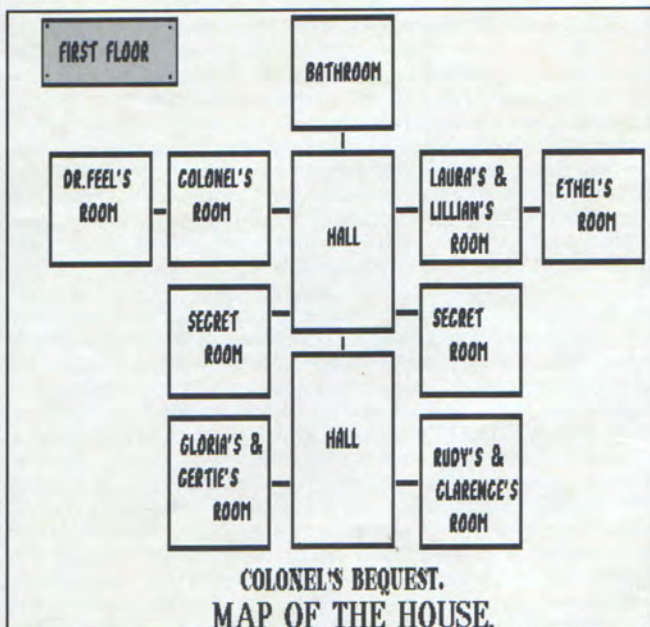 FIRST FLOOR
BATHROOM
DR.FEEL'S
ROOM
COLONEL'S
ROOM
HALL
LAURA'S &
LILLIAN'S
ROOM
ETHEL'S
ROOM
SECRET
ROOM
SECRET
ROOM
GLORIA'S &
GERTIE'S
ROOM
HALL
RUDY'S &
CLARENCE'S
ROOM
COLONEL'S BEQUEST.
MAP OF THE HOUSE.